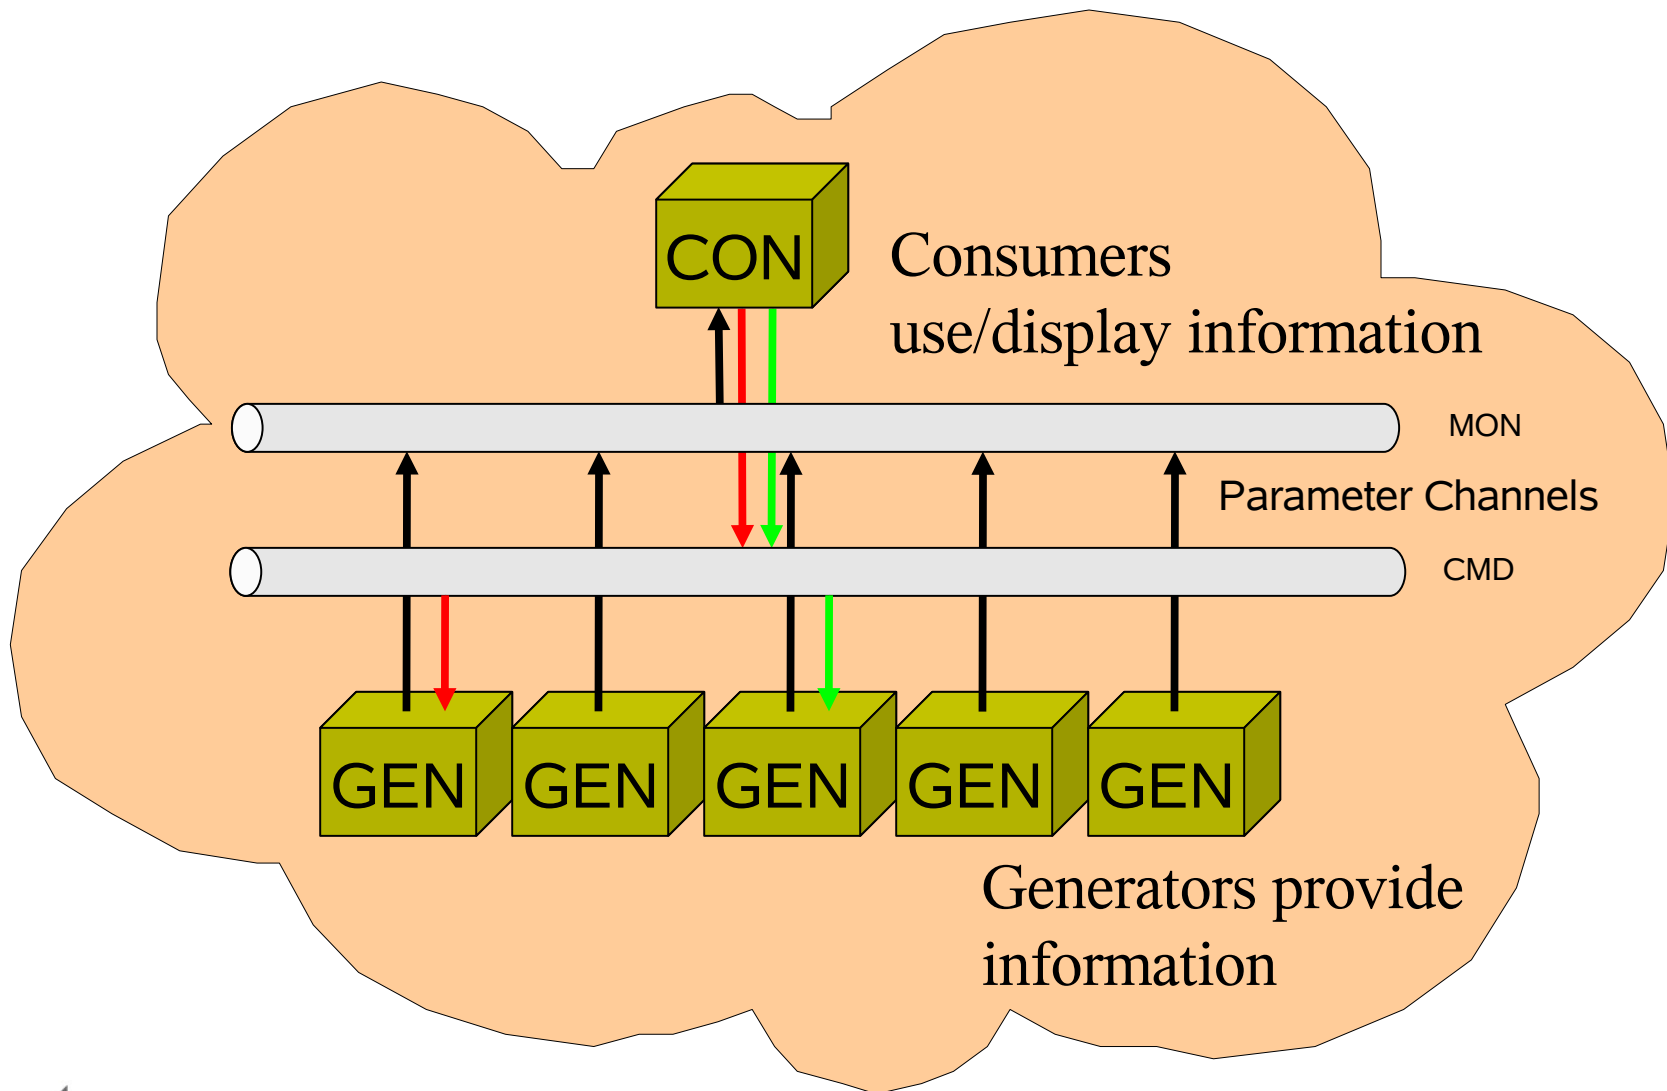 CON
Consumers
use/display information
MON
Parameter Channels
CMD
GEN GEN GEN GEN GEN
Generators provide
information